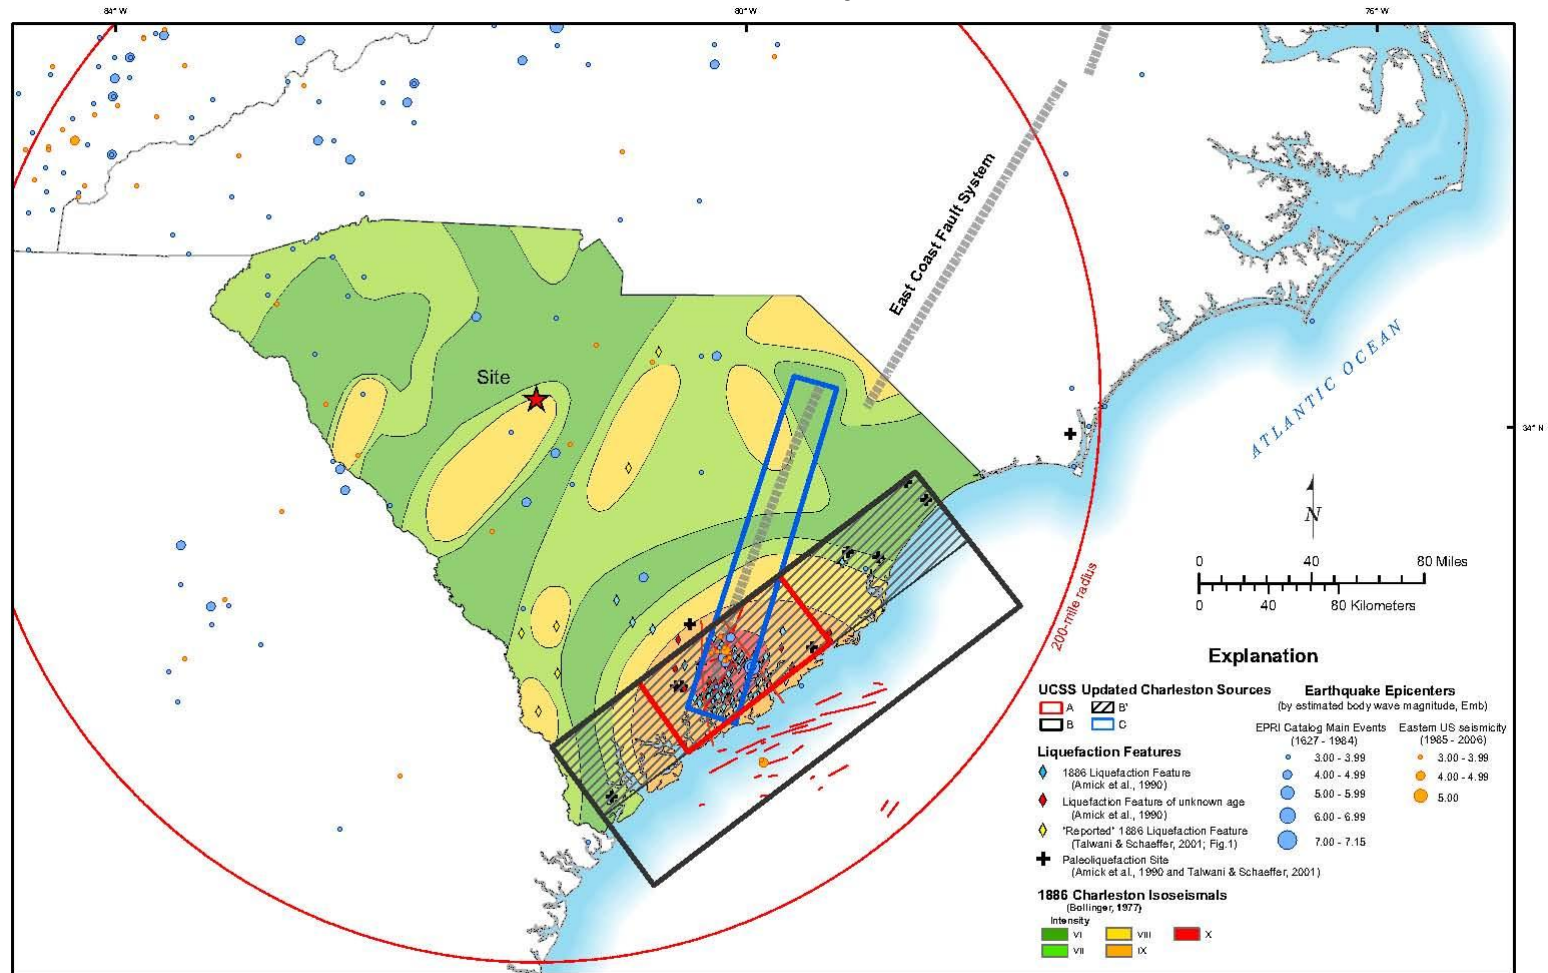 84° W
80° W
76° W
34° N
East Coast Fault System
Site
ATLANTIC OCEAN
N
0 40 80 Miles
0 40 80 Kilometers
200-mile radius
Explanation
UCSS Updated Charleston Sources
A B'
B C
Liquefaction Features
1886 Liquefaction Feature
(Amick et al., 1990)
Liquefaction Feature of unknown age
(Amick et al., 1990)
"Reported" 1886 Liquefaction Feature
(Talwani & Schaeffer, 2001; Fig.1)
Paleoliquefaction Site
(Amick et al., 1990 and Talwani & Schaeffer, 2001)
1886 Charleston Isoseismals
(Bollinger, 1977)
Intensity
VI VIII X
VII IX
Earthquake Epicenters
(by estimated body wave magnitude, Emb)
EPRI Catalog Main Events
(1627 - 1984)
3.00 - 3.99
4.00 - 4.99
5.00 - 5.99
6.00 - 6.99
7.00 - 7.15
Eastern US seismicity
(1985 - 2006)
3.00 - 3.99
4.00 - 4.99
5.00